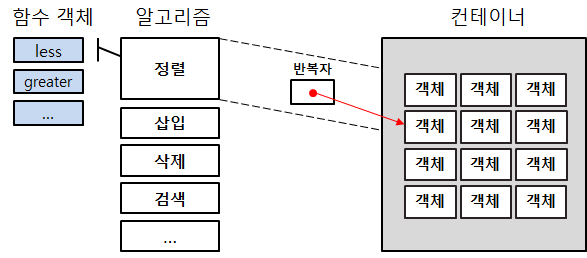 함수 객체
알고리즘
컨테이너
less
greater
...
정렬
삽입
삭제
검색
...
반복자
객체 객체 객체
객체 객체 객체
객체 객체 객체
객체 객체 객체